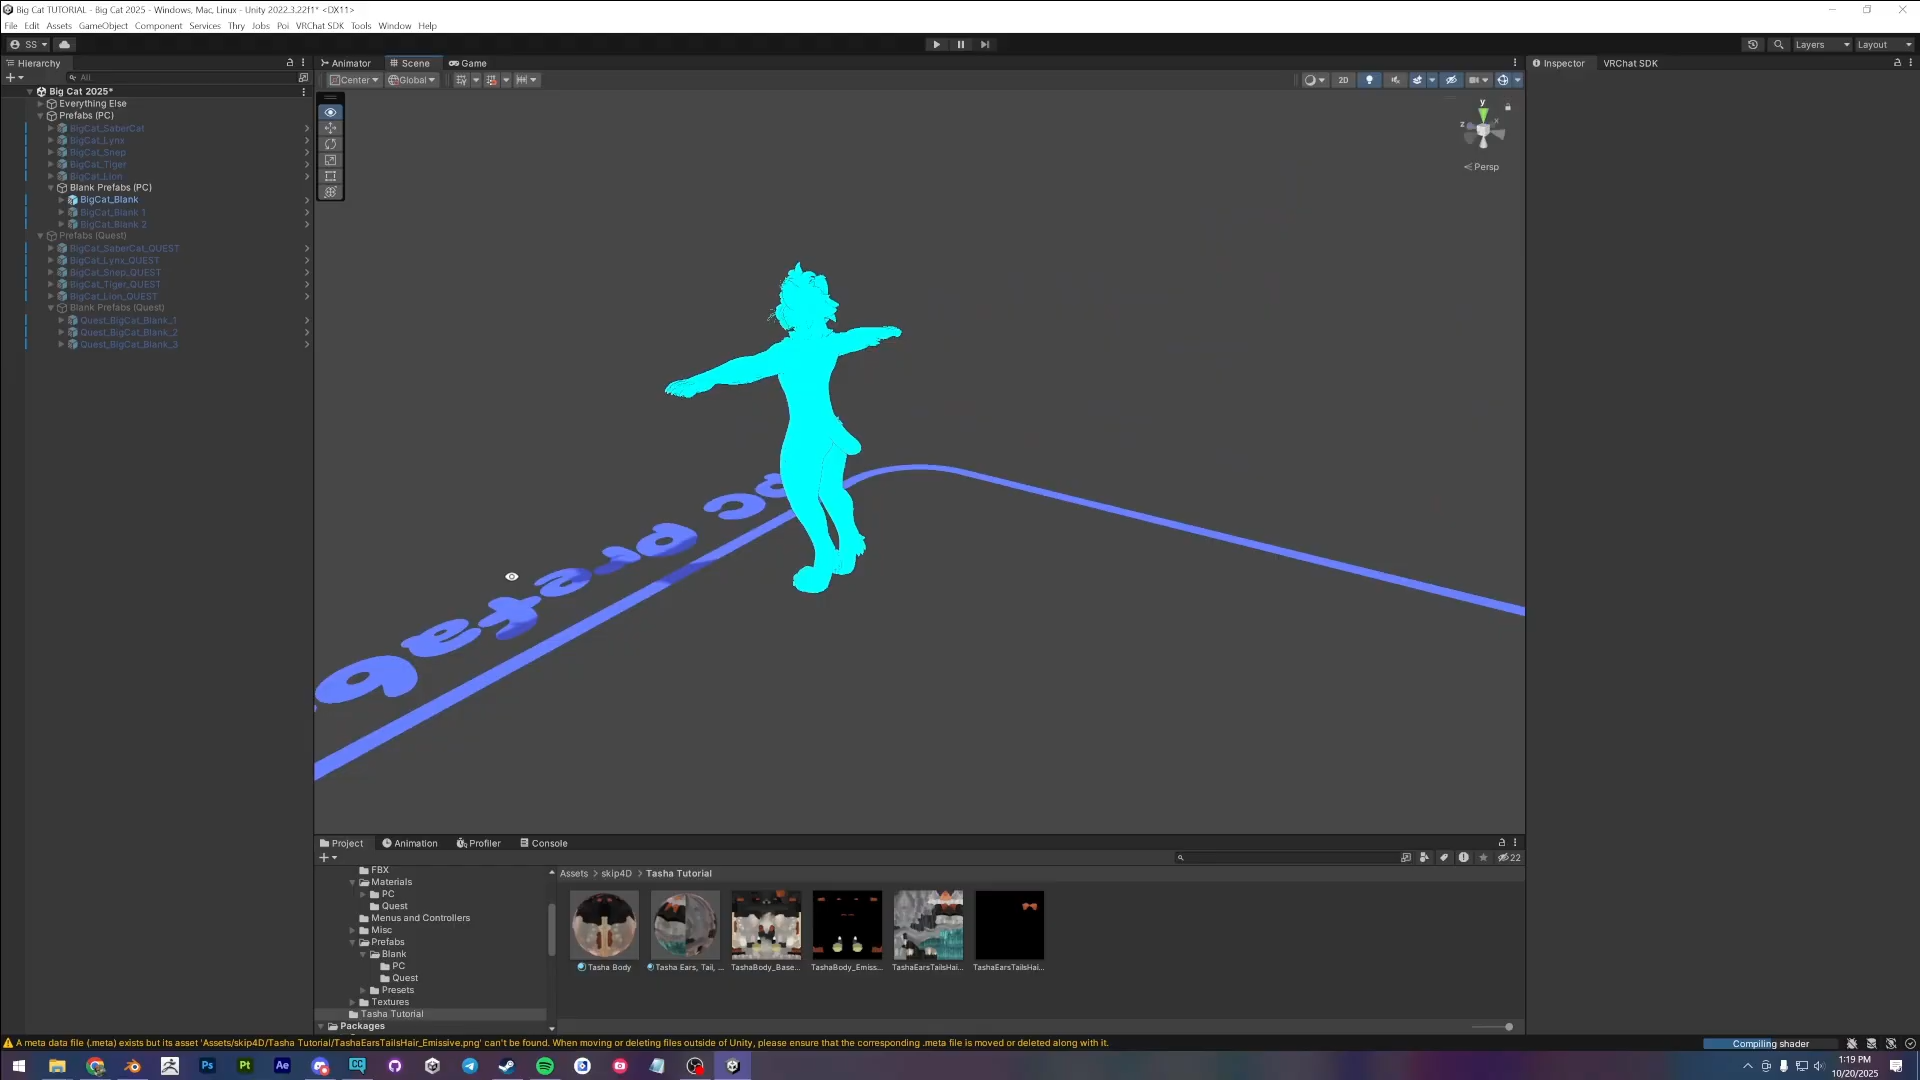 Big Cat TUTORIAL - Big Cat 2025 - Windows, Mac, Linux - Unity 2022.3.22f1* <DX11>
File Edit Assets GameObject Component Services Thry Jobs Poi VRChat SDK Tools Window Help
SS
Layers
Layout
Hierarchy
Animator
Scene
Game
Inspector
VRChat SDK
All
Center
Global
2D
Big Cat 2025*
Everything Else
Prefabs (PC)
BigCat_SaberCat
BigCat_Lynx
BigCat_Snep
BigCat_Tiger
BigCat_Lion
Blank Prefabs (PC)
BigCat_Blank
BigCat_Blank 1
BigCat_Blank 2
Prefabs (Quest)
BigCat_SaberCat_QUEST
BigCat_Lynx_QUEST
BigCat_Snep_QUEST
BigCat_Tiger_QUEST
BigCat_Lion_QUEST
Blank Prefabs (Quest)
Quest_BigCat_Blank_1
Quest_BigCat_Blank_2
Quest_BigCat_Blank_3
y
x
z
Persp
Project
Animation
Profiler
Console
22
FBX
Materials
PC
Quest
Menus and Controllers
Misc
Prefabs
Blank
PC
Quest
Presets
Textures
Tasha Tutorial
Packages
Assets > skip4D > Tasha Tutorial
Tasha Body
Tasha Ears, Tail, ...
TashaBody_Base...
TashaBody_Emiss...
TashaEarsTailsHai...
TashaEarsTailsHai...
A meta data file (.meta) exists but its asset 'Assets/skip4D/Tasha Tutorial/TashaEarsTailsHair_Emissive.png' can't be found. When moving or deleting files outside of Unity, please ensure that the corresponding .meta file is moved or deleted along with it.
Compiling shader
Ps
Pt
Ae
CC
1:19 PM
10/20/2025